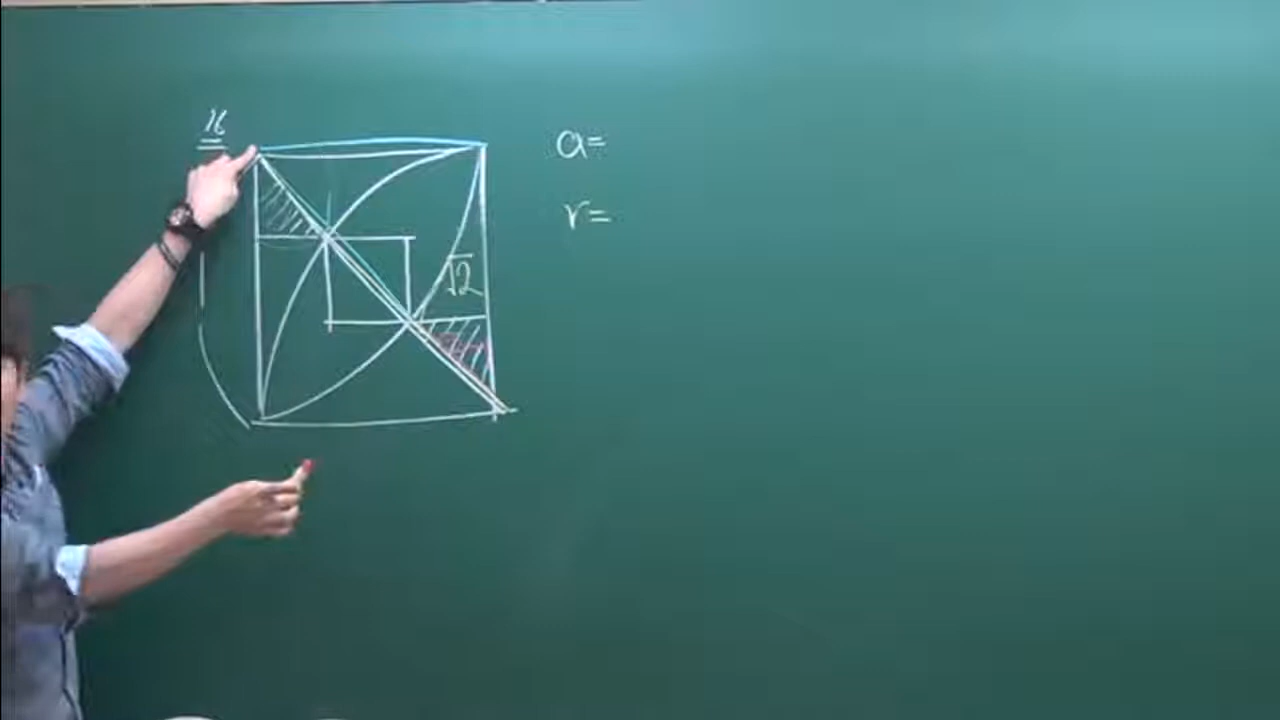 16
a=
r=
√2